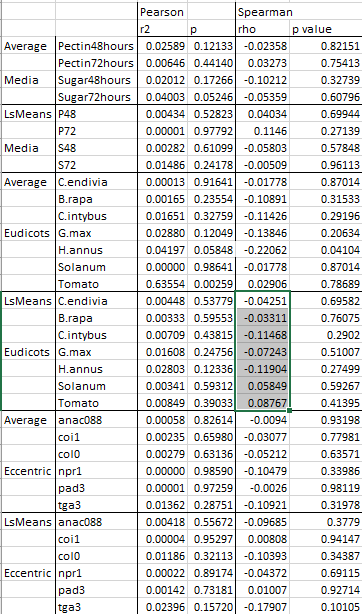 Pearson Spearman
r2 p rho p value
Average Pectin48hours 0.02589 0.12133 -0.02358 0.82151
Pectin72hours 0.00646 0.44140 0.03273 0.75413
Media Sugar48hours 0.02012 0.17266 -0.10212 0.32739
Sugar72hours 0.04003 0.05246 -0.05359 0.60796
LsMeans P48 0.00434 0.52823 0.04034 0.69944
P72 0.00001 0.97792 0.1146 0.27139
Media S48 0.00282 0.61099 -0.05803 0.57848
S72 0.01486 0.24178 -0.00509 0.96113
Average C.endivia 0.00013 0.91641 -0.01778 0.87014
B.rapa 0.00165 0.23554 -0.10891 0.31533
C.intybus 0.01651 0.32759 -0.11426 0.29196
Eudicots G.max 0.02880 0.12049 -0.13846 0.20634
H.annus 0.04197 0.05848 -0.22062 0.04104
Solanum 0.00000 0.98641 -0.01778 0.87014
Tomato 0.63554 0.00259 0.02906 0.78689
LsMeans C.endivia 0.00448 0.53779 -0.04251 0.69582
B.rapa 0.00333 0.59553 -0.03311 0.76075
C.intybus 0.00709 0.43815 -0.11468 0.2902
Eudicots G.max 0.01608 0.24756 -0.07243 0.51007
H.annus 0.02803 0.12336 -0.11904 0.27499
Solanum 0.00341 0.59312 0.05849 0.59267
Tomato 0.00849 0.39033 0.08767 0.41395
Average anac088 0.00058 0.82614 -0.0094 0.93198
coi1 0.00235 0.65980 -0.03077 0.77981
col0 0.00279 0.63136 -0.05212 0.63571
Eccentric npr1 0.00000 0.98590 -0.10479 0.33986
pad3 0.00001 0.97259 -0.0026 0.98119
tga3 0.01362 0.28751 -0.10921 0.31978
LsMeans anac088 0.00418 0.55672 -0.09685 0.3779
coi1 0.00004 0.95297 0.00808 0.94147
col0 0.01186 0.32113 -0.10393 0.34387
Eccentric npr1 0.00022 0.89174 -0.04372 0.69115
pad3 0.00142 0.73181 0.01007 0.92714
tga3 0.02396 0.15720 -0.17907 0.10105